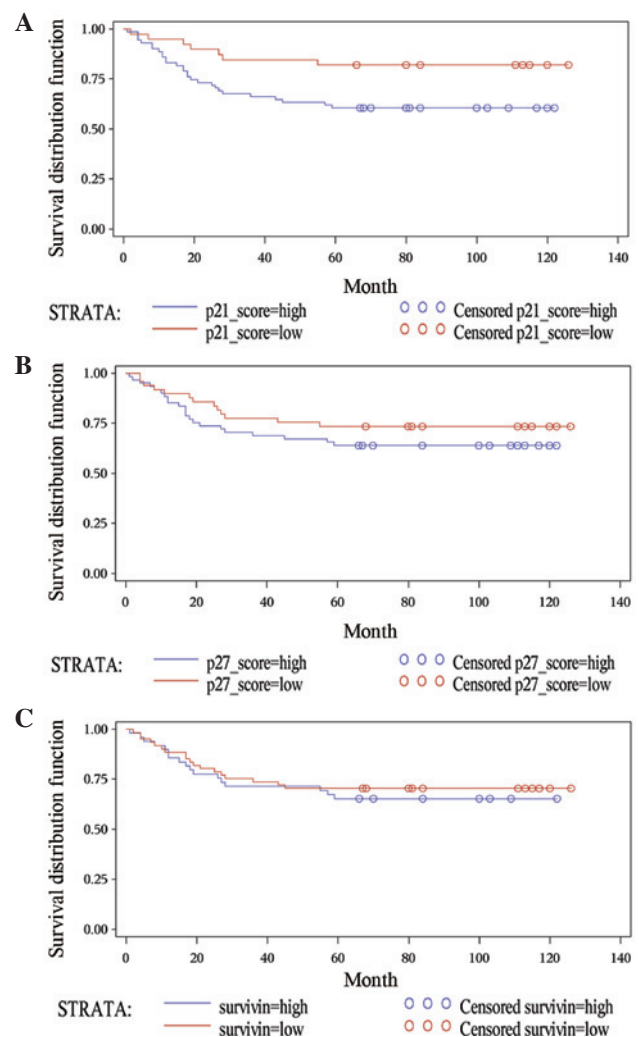 A
Survival distribution function
1.00
0.75
0.50
0.25
0.00
0 20 40 60 80 100 120 140
Month
STRATA:
p21_score=high Censored p21_score=high
p21_score=low Censored p21_score=low
B
Survival distribution function
1.00
0.75
0.50
0.25
0.00
0 20 40 60 80 100 120 140
Month
STRATA:
p27_score=high Censored p27_score=high
p27_score=low Censored p27_score=low
C
Survival distribution function
1.00
0.75
0.50
0.25
0.00
0 20 40 60 80 100 120 140
Month
STRATA:
survivin=high Censored survivin=high
survivin=low Censored survivin=low